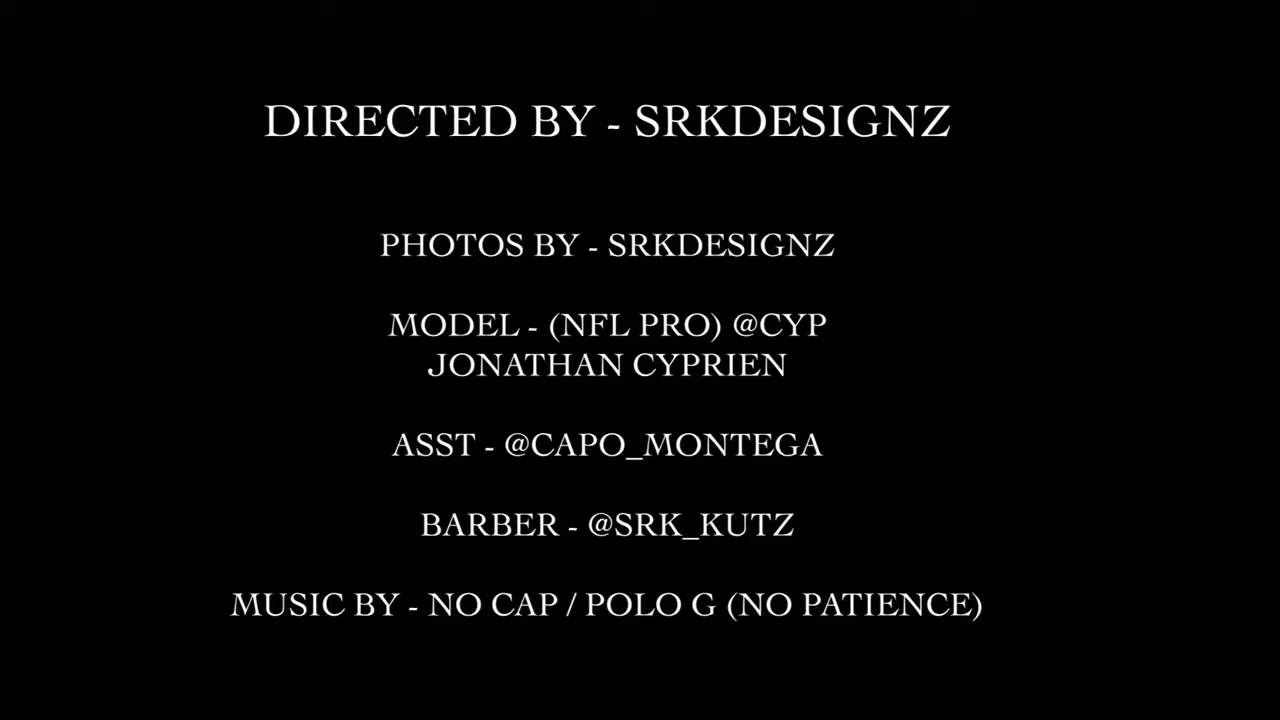 DIRECTED BY - SRKDESIGNZ
PHOTOS BY - SRKDESIGNZ
MODEL - (NFL PRO) @CYP
JONATHAN CYPRIEN
ASST - @CAPO_MONTEGA
BARBER - @SRK_KUTZ
MUSIC BY - NO CAP / POLO G (NO PATIENCE)